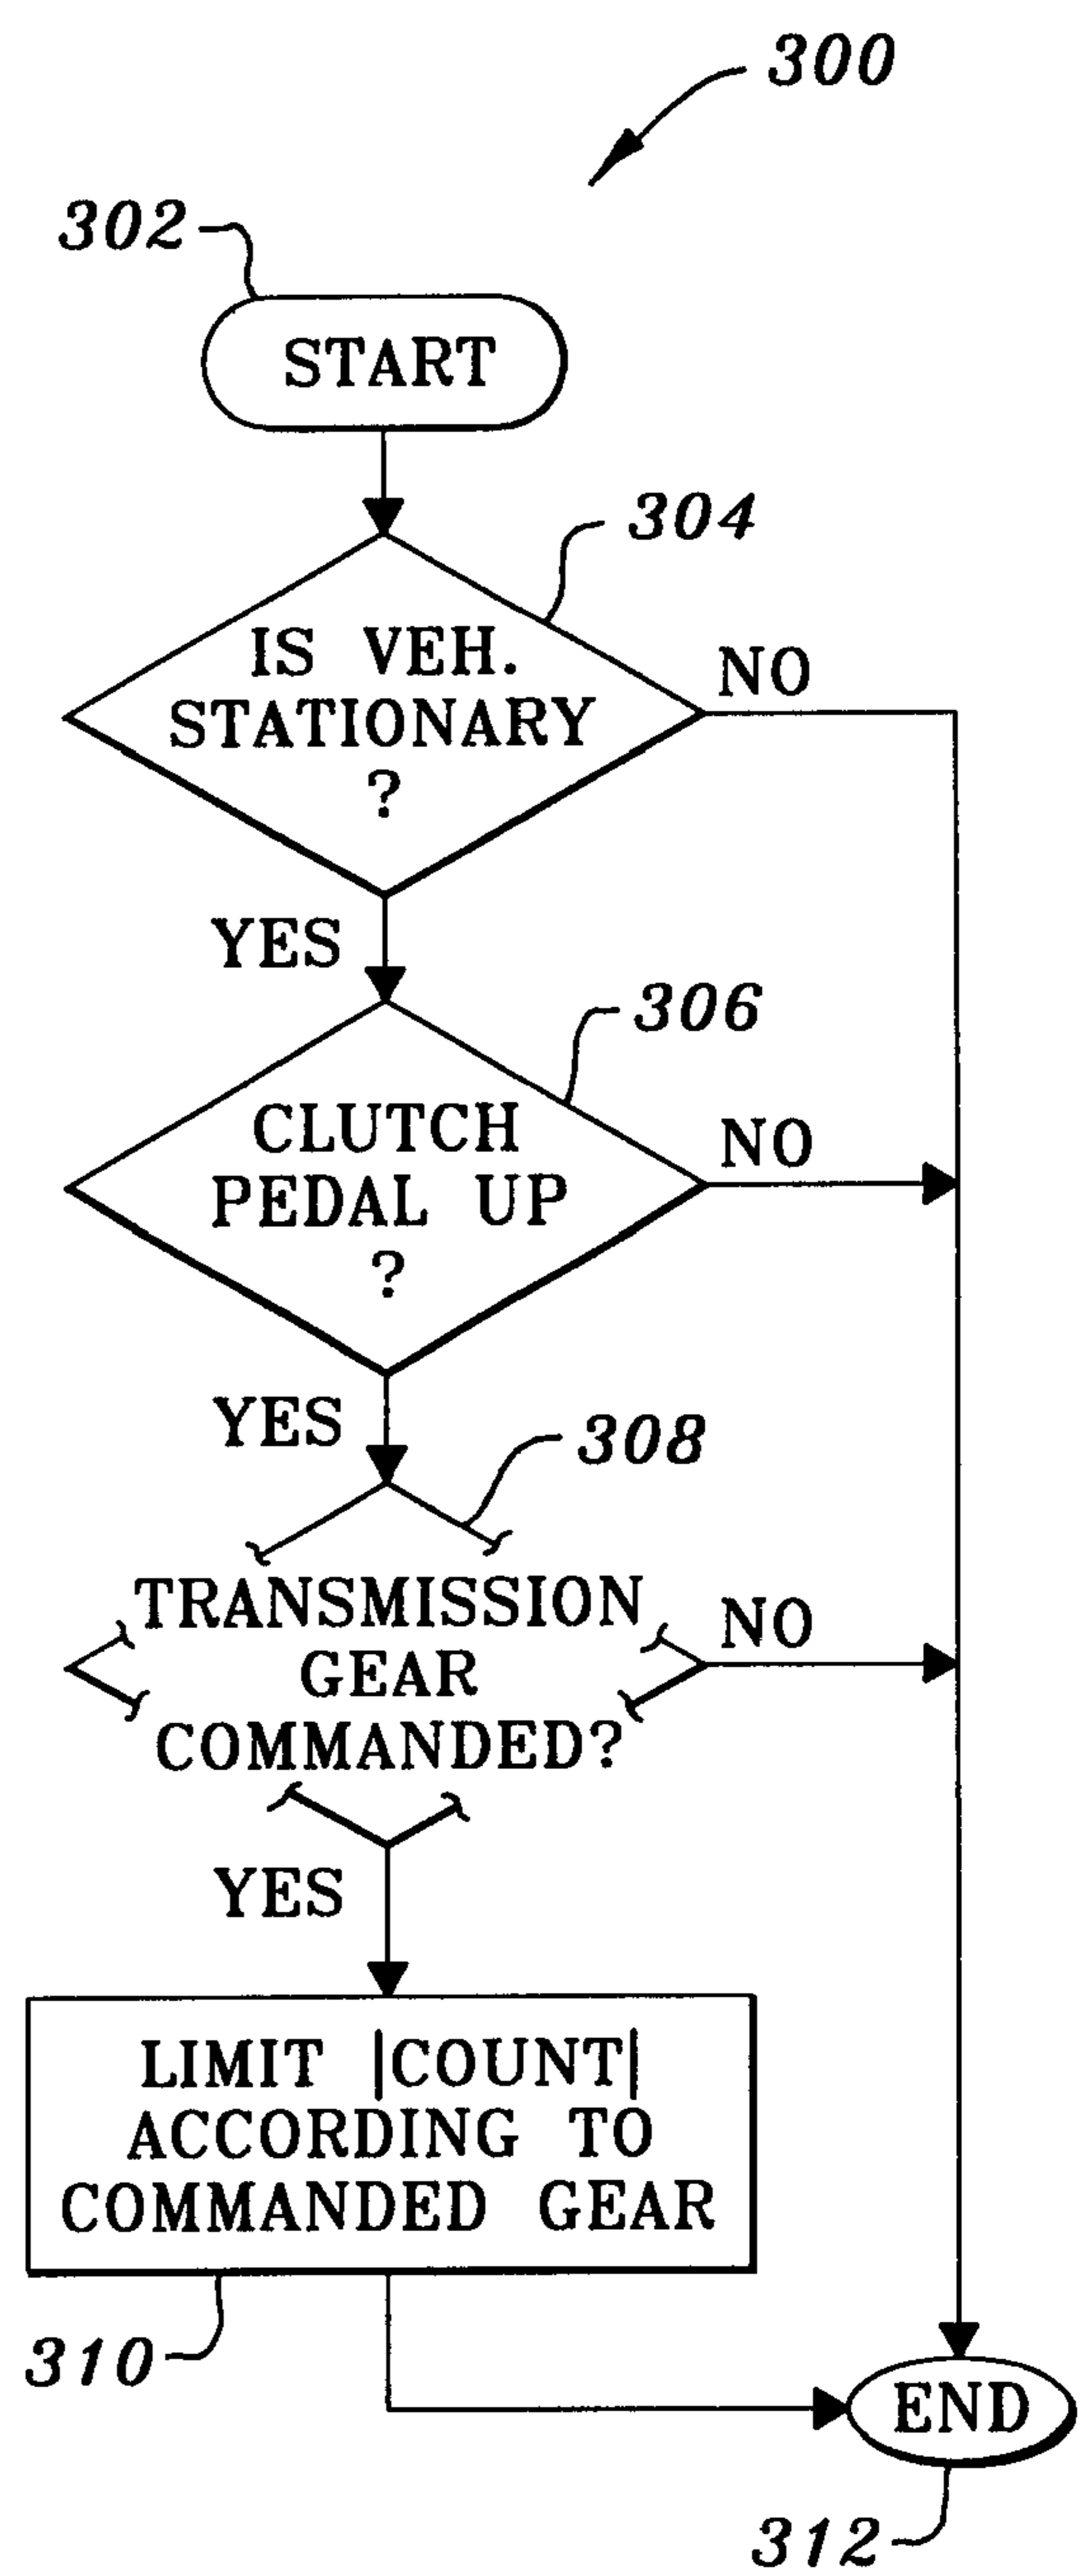 300
302
START
304
IS VEH.
STATIONARY
?
NO
YES
306
CLUTCH
PEDAL UP
?
NO
YES
308
TRANSMISSION
GEAR
COMMANDED?
NO
YES
LIMIT |COUNT|
ACCORDING TO
COMMANDED GEAR
310
END
312